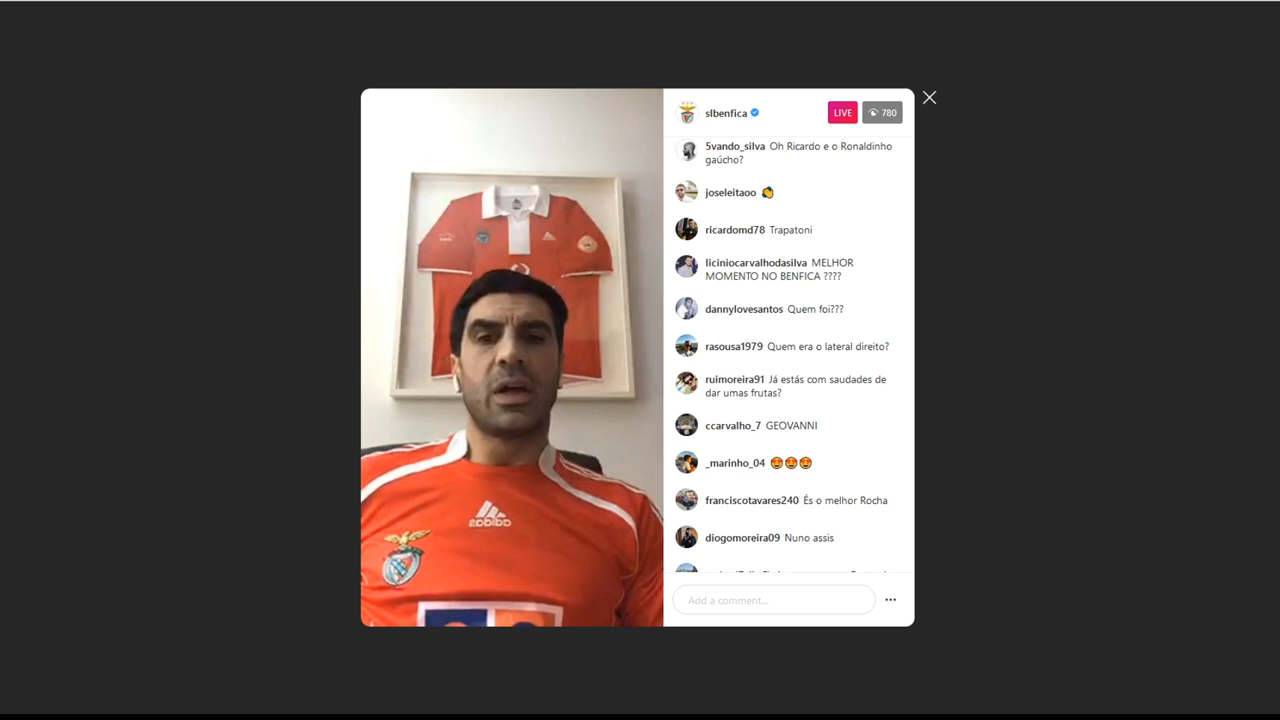 slbenfica
LIVE
780
5vando_silva Oh Ricardo e o Ronaldinho
gaúcho?
joseleitaoo
ricardomd78 Trapatoni
liciniocarvalhodasilva MELHOR
MOMENTO NO BENFICA ????
dannylovesantos Quem foi???
rasousa1979 Quem era o lateral direito?
ruimoreira91 Já estás com saudades de
dar umas frutas?
ccarvalho_7 GEOVANNI
_marinho_04
franciscotavares240 És o melhor Rocha
diogomoreira09 Nuno assis
Add a comment...
adidas